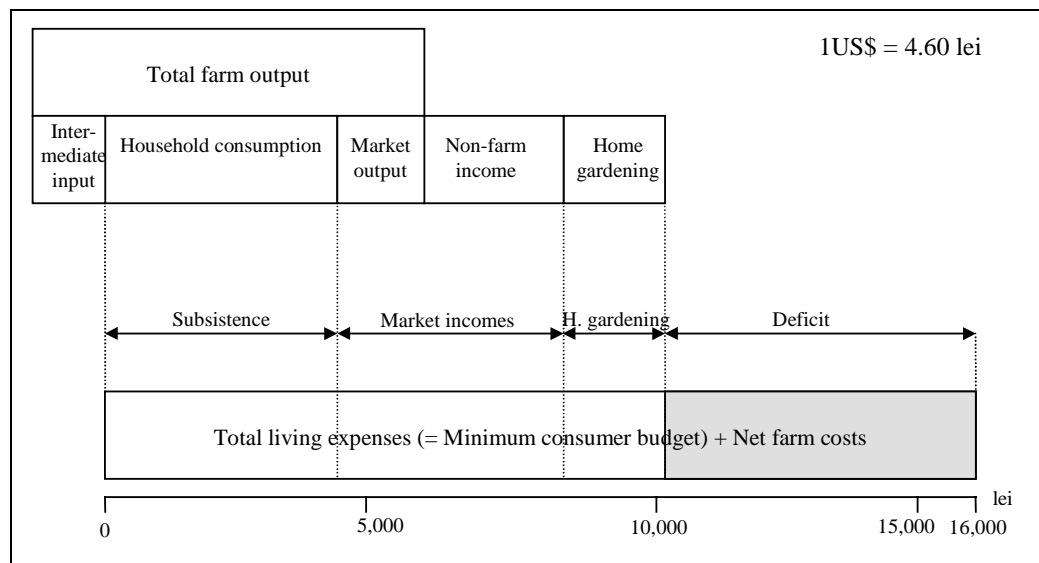 1US$ = 4.60 lei
Total farm output
Inter-
mediate
input
Household consumption
Market
output
Non-farm
income
Home
gardening
Subsistence
Market incomes
H. gardening
Deficit
Total living expenses (= Minimum consumer budget) + Net farm costs
lei
0
5,000
10,000
15,000
16,000